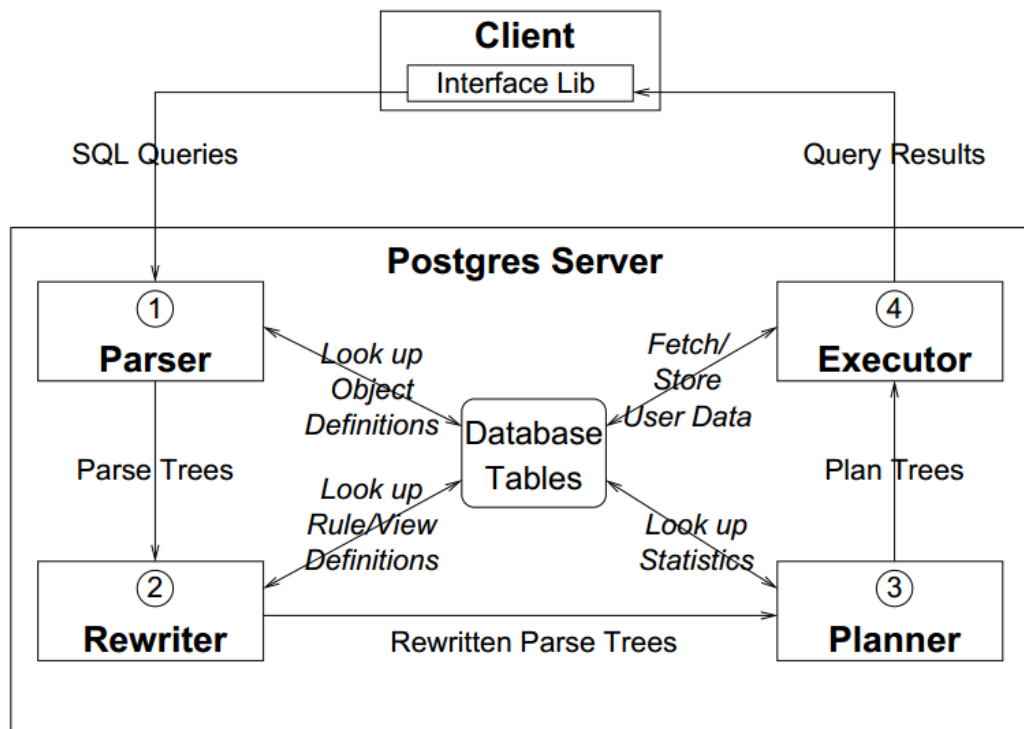 Client
Interface Lib
SQL Queries
Query Results
Postgres Server
1
Parser
4
Executor
Look up
Object
Definitions
Fetch/
Store
User Data
Database
Tables
Parse Trees
Plan Trees
Look up
Rule/View
Definitions
Look up
Statistics
2
Rewriter
3
Planner
Rewritten Parse Trees